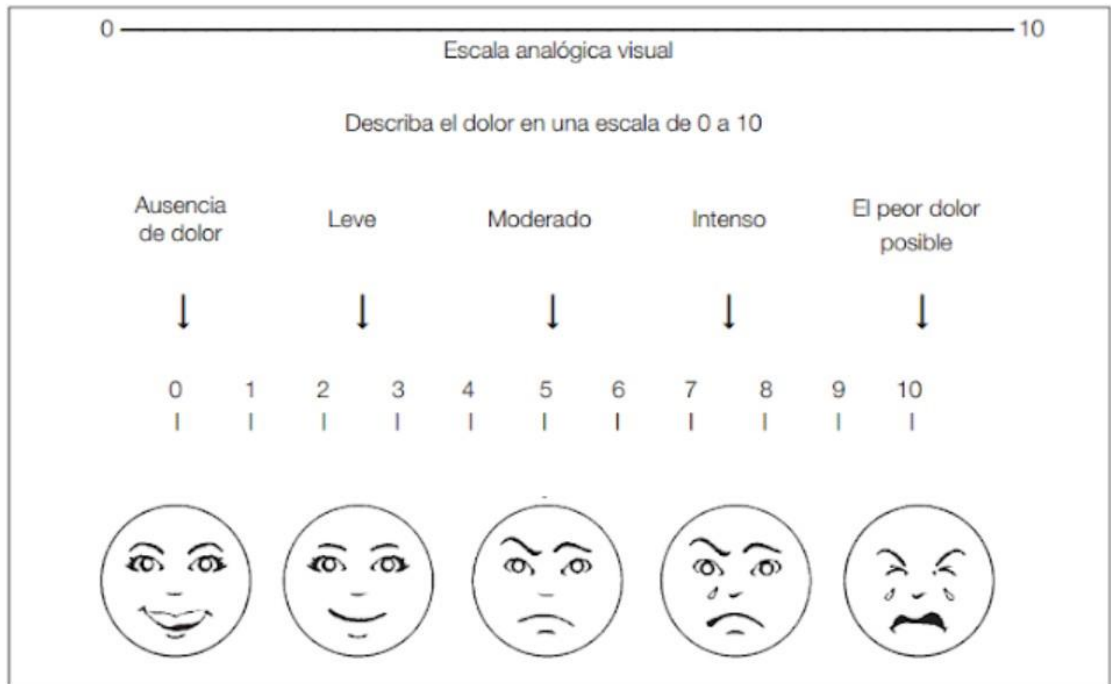 0 10
Escala analógica visual
Describa el dolor en una escala de 0 a 10
Ausencia de dolor
Leve
Moderado
Intenso
El peor dolor posible
0 1 2 3 4 5 6 7 8 9 10